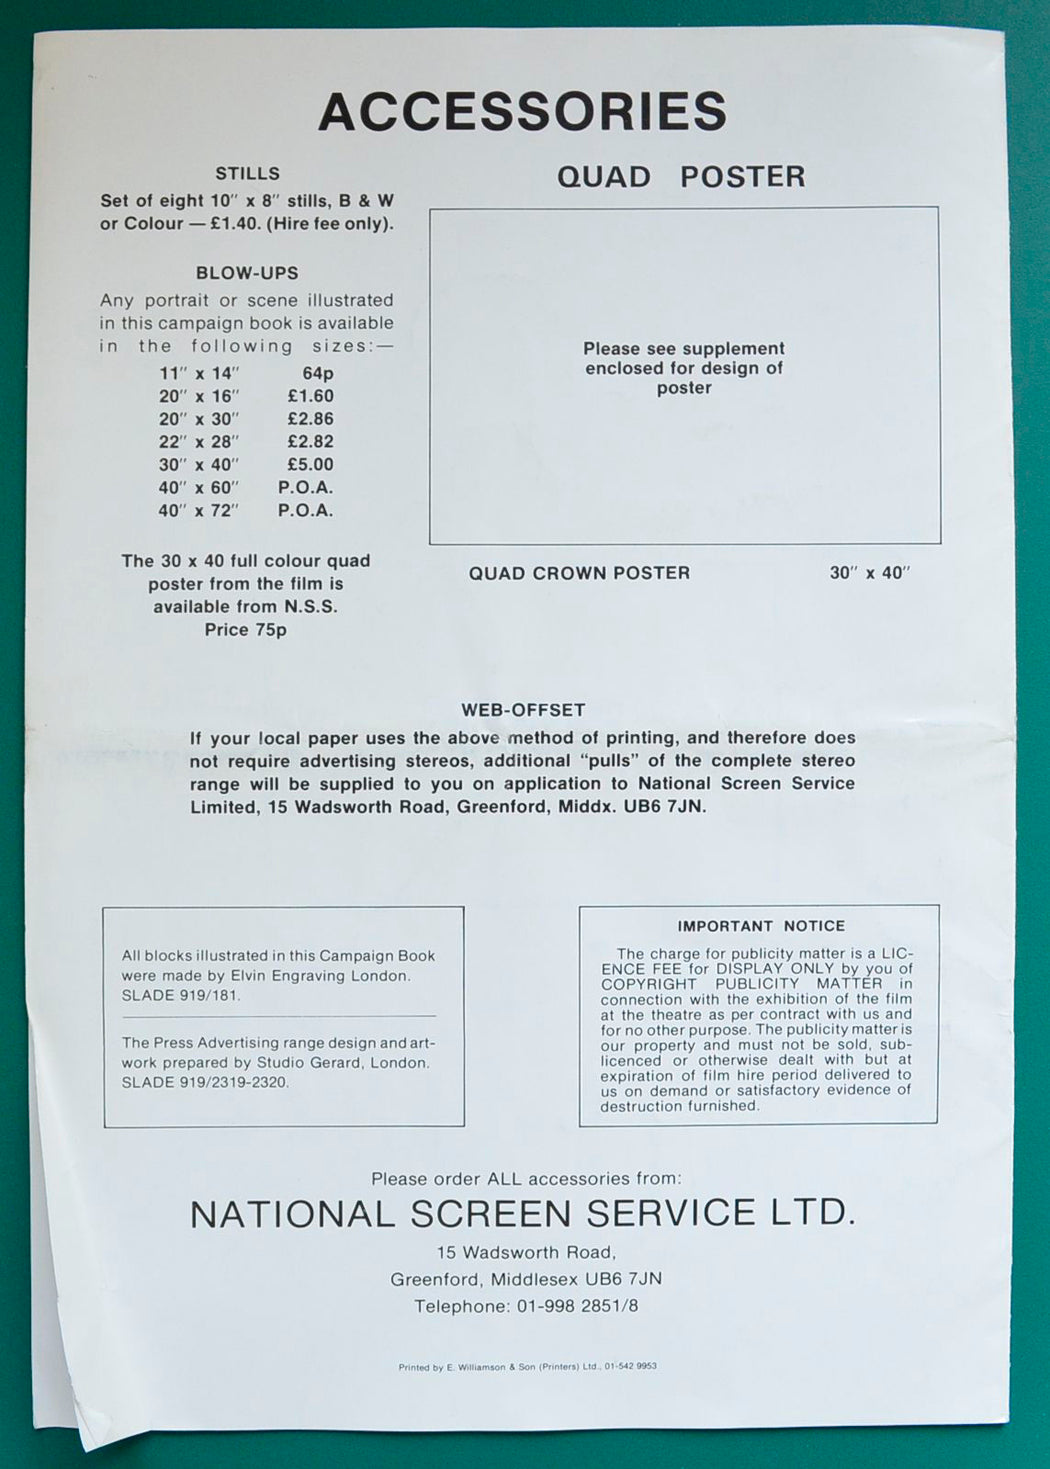 ACCESSORIES
STILLS
Set of eight 10″ x 8″ stills, B & W
or Colour — £1.40. (Hire fee only).
BLOW-UPS
Any portrait or scene illustrated
in this campaign book is available
in the following sizes:—
11″ x 14″ 64p
20″ x 16″ £1.60
20″ x 30″ £2.86
22″ x 28″ £2.82
30″ x 40″ £5.00
40″ x 60″ P.O.A.
40″ x 72″ P.O.A.
The 30 x 40 full colour quad
poster from the film is
available from N.S.S.
Price 75p
QUAD POSTER
Please see supplement
enclosed for design of
poster
QUAD CROWN POSTER 30″ x 40″
WEB-OFFSET
If your local paper uses the above method of printing, and therefore does
not require advertising stereos, additional “pulls” of the complete stereo
range will be supplied to you on application to National Screen Service
Limited, 15 Wadsworth Road, Greenford, Middx. UB6 7JN.
All blocks illustrated in this Campaign Book
were made by Elvin Engraving London.
SLADE 919/181.
The Press Advertising range design and art-
work prepared by Studio Gerard, London.
SLADE 919/2319-2320.
IMPORTANT NOTICE
The charge for publicity matter is a LIC-
ENCE FEE for DISPLAY ONLY by you of
COPYRIGHT PUBLICITY MATTER in
connection with the exhibition of the film
at the theatre as per contract with us and
for no other purpose. The publicity matter is
our property and must not be sold, sub-
licenced or otherwise dealt with but at
expiration of film hire period delivered to
us on demand or satisfactory evidence of
destruction furnished.
Please order ALL accessories from:
NATIONAL SCREEN SERVICE LTD.
15 Wadsworth Road,
Greenford, Middlesex UB6 7JN
Telephone: 01-998 2851/8
Printed by E. Williamson & Son (Printers) Ltd., 01-542 9953